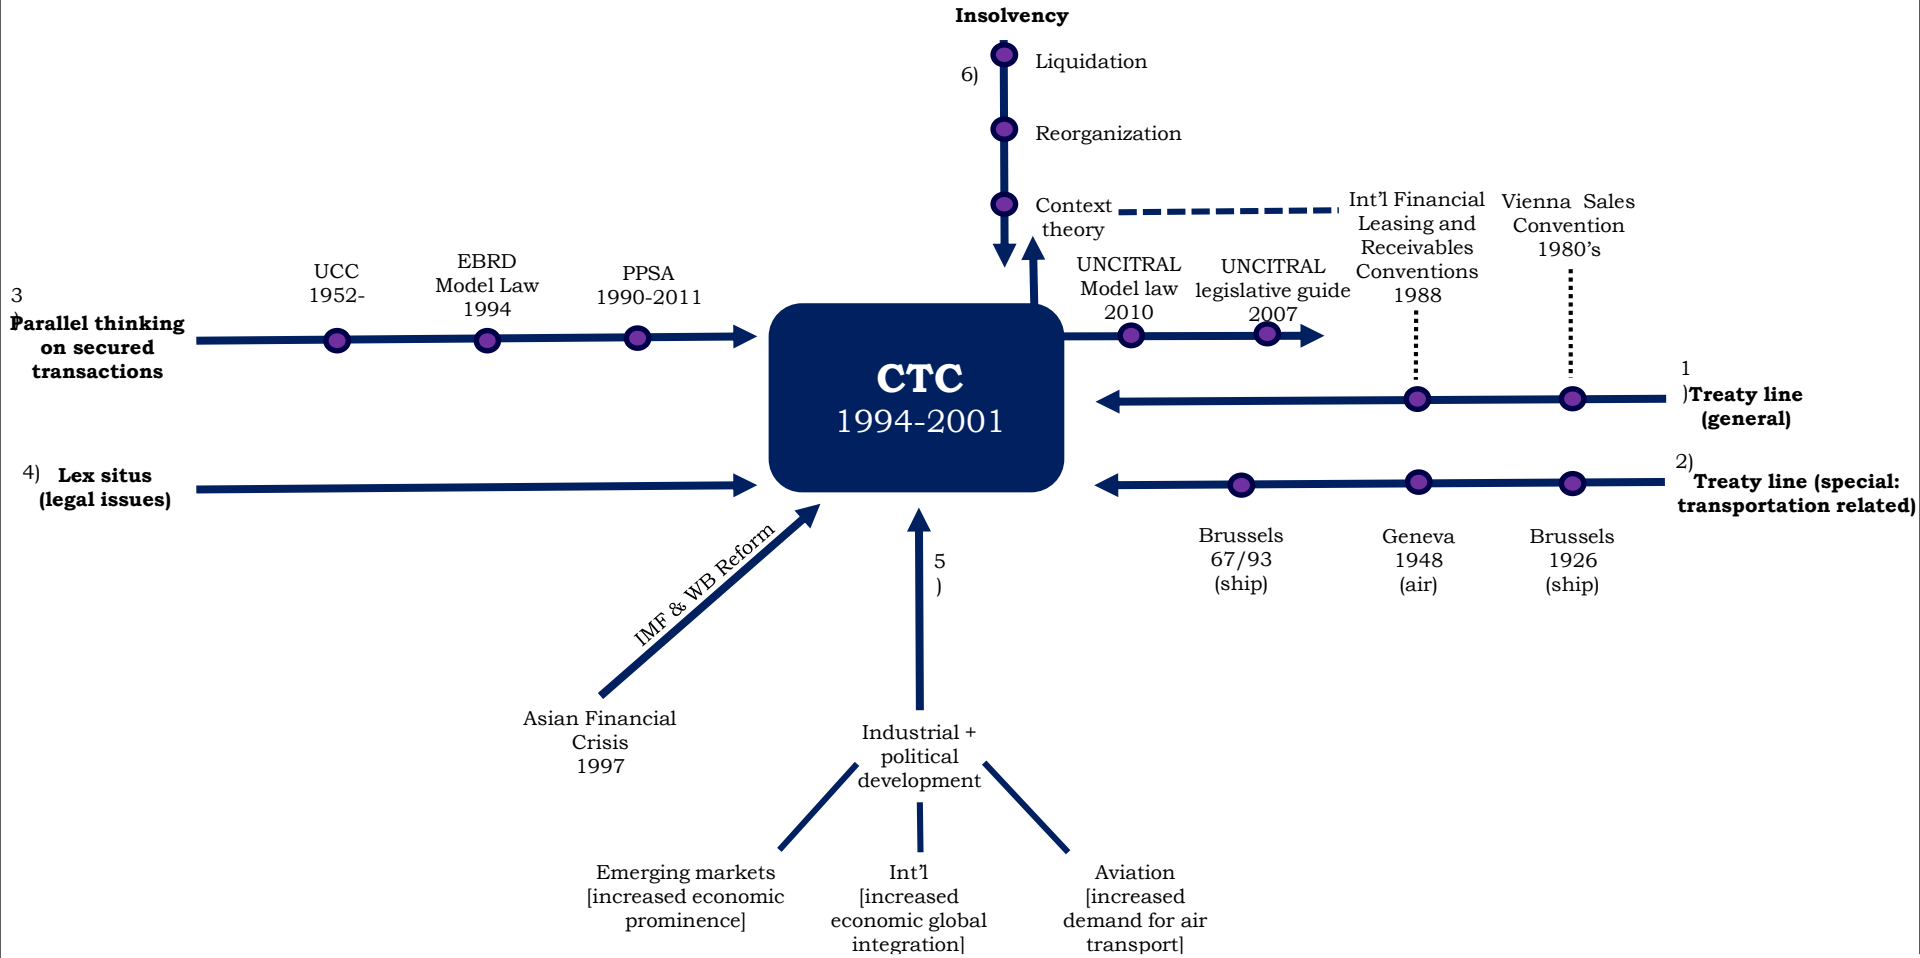 Insolvency
6)
Liquidation
Reorganization
Context
theory
Int’l Financial
Leasing and
Receivables
Conventions
1988
Vienna  Sales
Convention
1980’s
3
)
Parallel thinking
on secured
transactions
UCC
1952-
EBRD
Model Law
1994
PPSA
1990-2011
UNCITRAL
Model law
2010
UNCITRAL
legislative guide
2007
CTC
1994-2001
1
)
Treaty line
(general)
4)
Lex situs
(legal issues)
2)
Treaty line (special:
transportation related)
Brussels
67/93
(ship)
Geneva
1948
(air)
Brussels
1926
(ship)
IMF & WB Reform
5
)
Asian Financial
Crisis
1997
Industrial +
political
development
Emerging markets
[increased economic
prominence]
Int’l
[increased
economic global
integration]
Aviation
[increased
demand for air
transport]